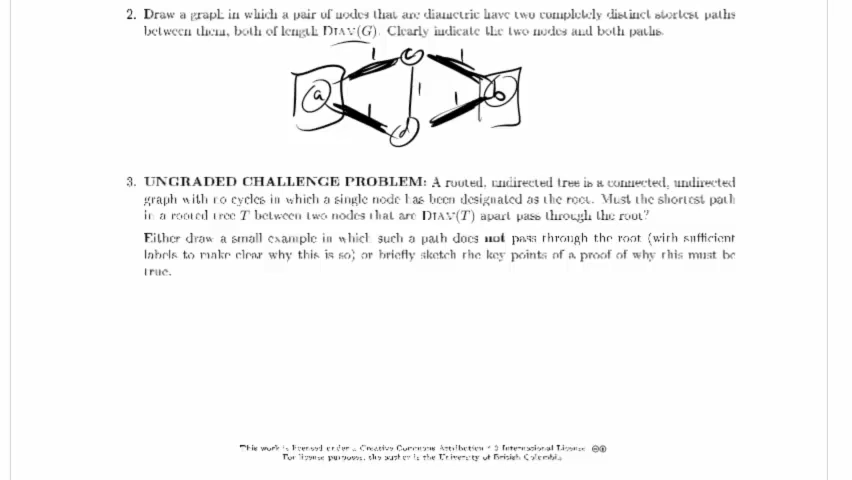 2. Draw a graph in which a pair of nodes that are diametric have two completely distinct shortest paths
between them, both of length DIAM(G). Clearly indicate the two nodes and both paths.
1 c 1
a 1 b
1 d 1
3. UNGRADED CHALLENGE PROBLEM: A rooted, undirected tree is a connected, undirected
graph with no cycles in which a single node has been designated as the root. Must the shortest path
in a rooted tree T between two nodes that are DIAM(T) apart pass through the root?
Either draw a small example in which such a path does not pass through the root (with sufficient
labels to make clear why this is so) or briefly sketch the key points of a proof of why this must be
true.
This work is licensed under a Creative Commons Attribution 4.0 International License
For license purposes, the author is the University of British Columbia